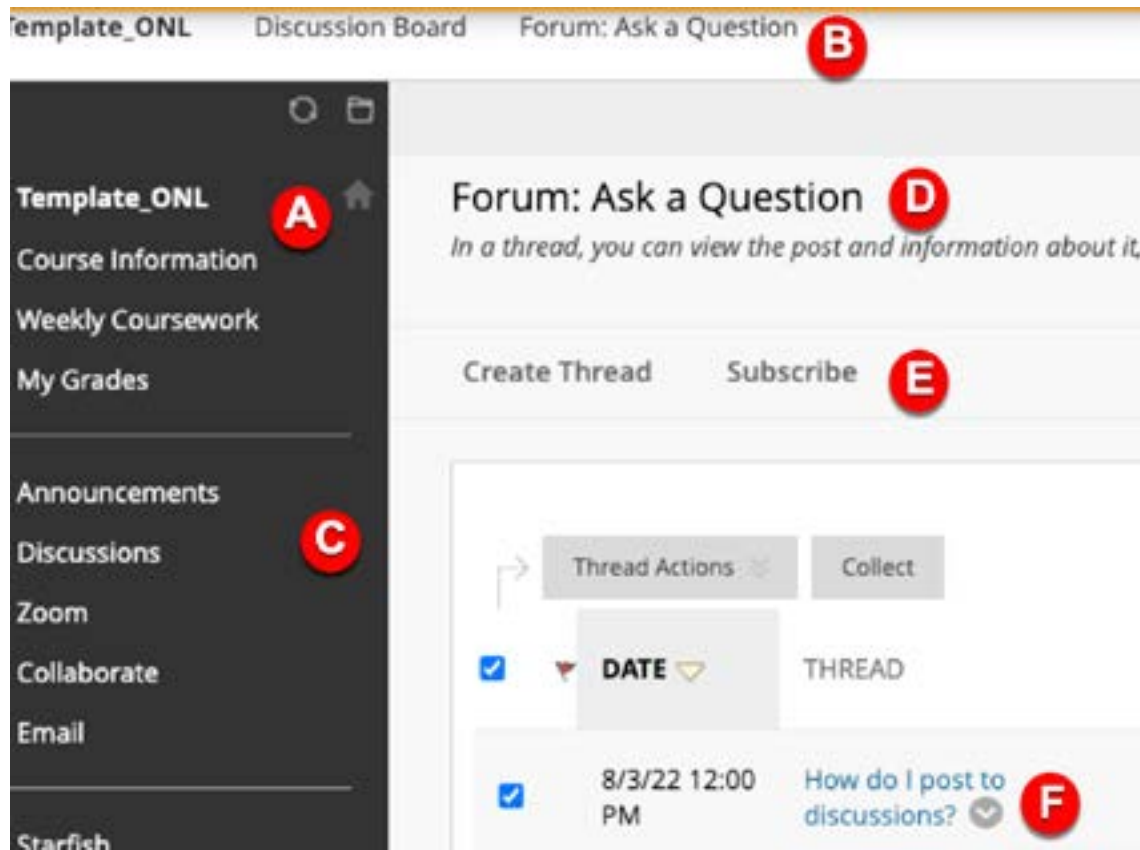 Template_ONL Discussion Board Forum: Ask a Question B
Template_ONL A
Course Information
Weekly Coursework
My Grades
Announcements
Discussions C
Zoom
Collaborate
Email
Starfish
Forum: Ask a Question D
In a thread, you can view the post and information about it,
Create Thread Subscribe E
Thread Actions Collect
DATE THREAD
8/3/22 12:00 How do I post to
PM discussions? F